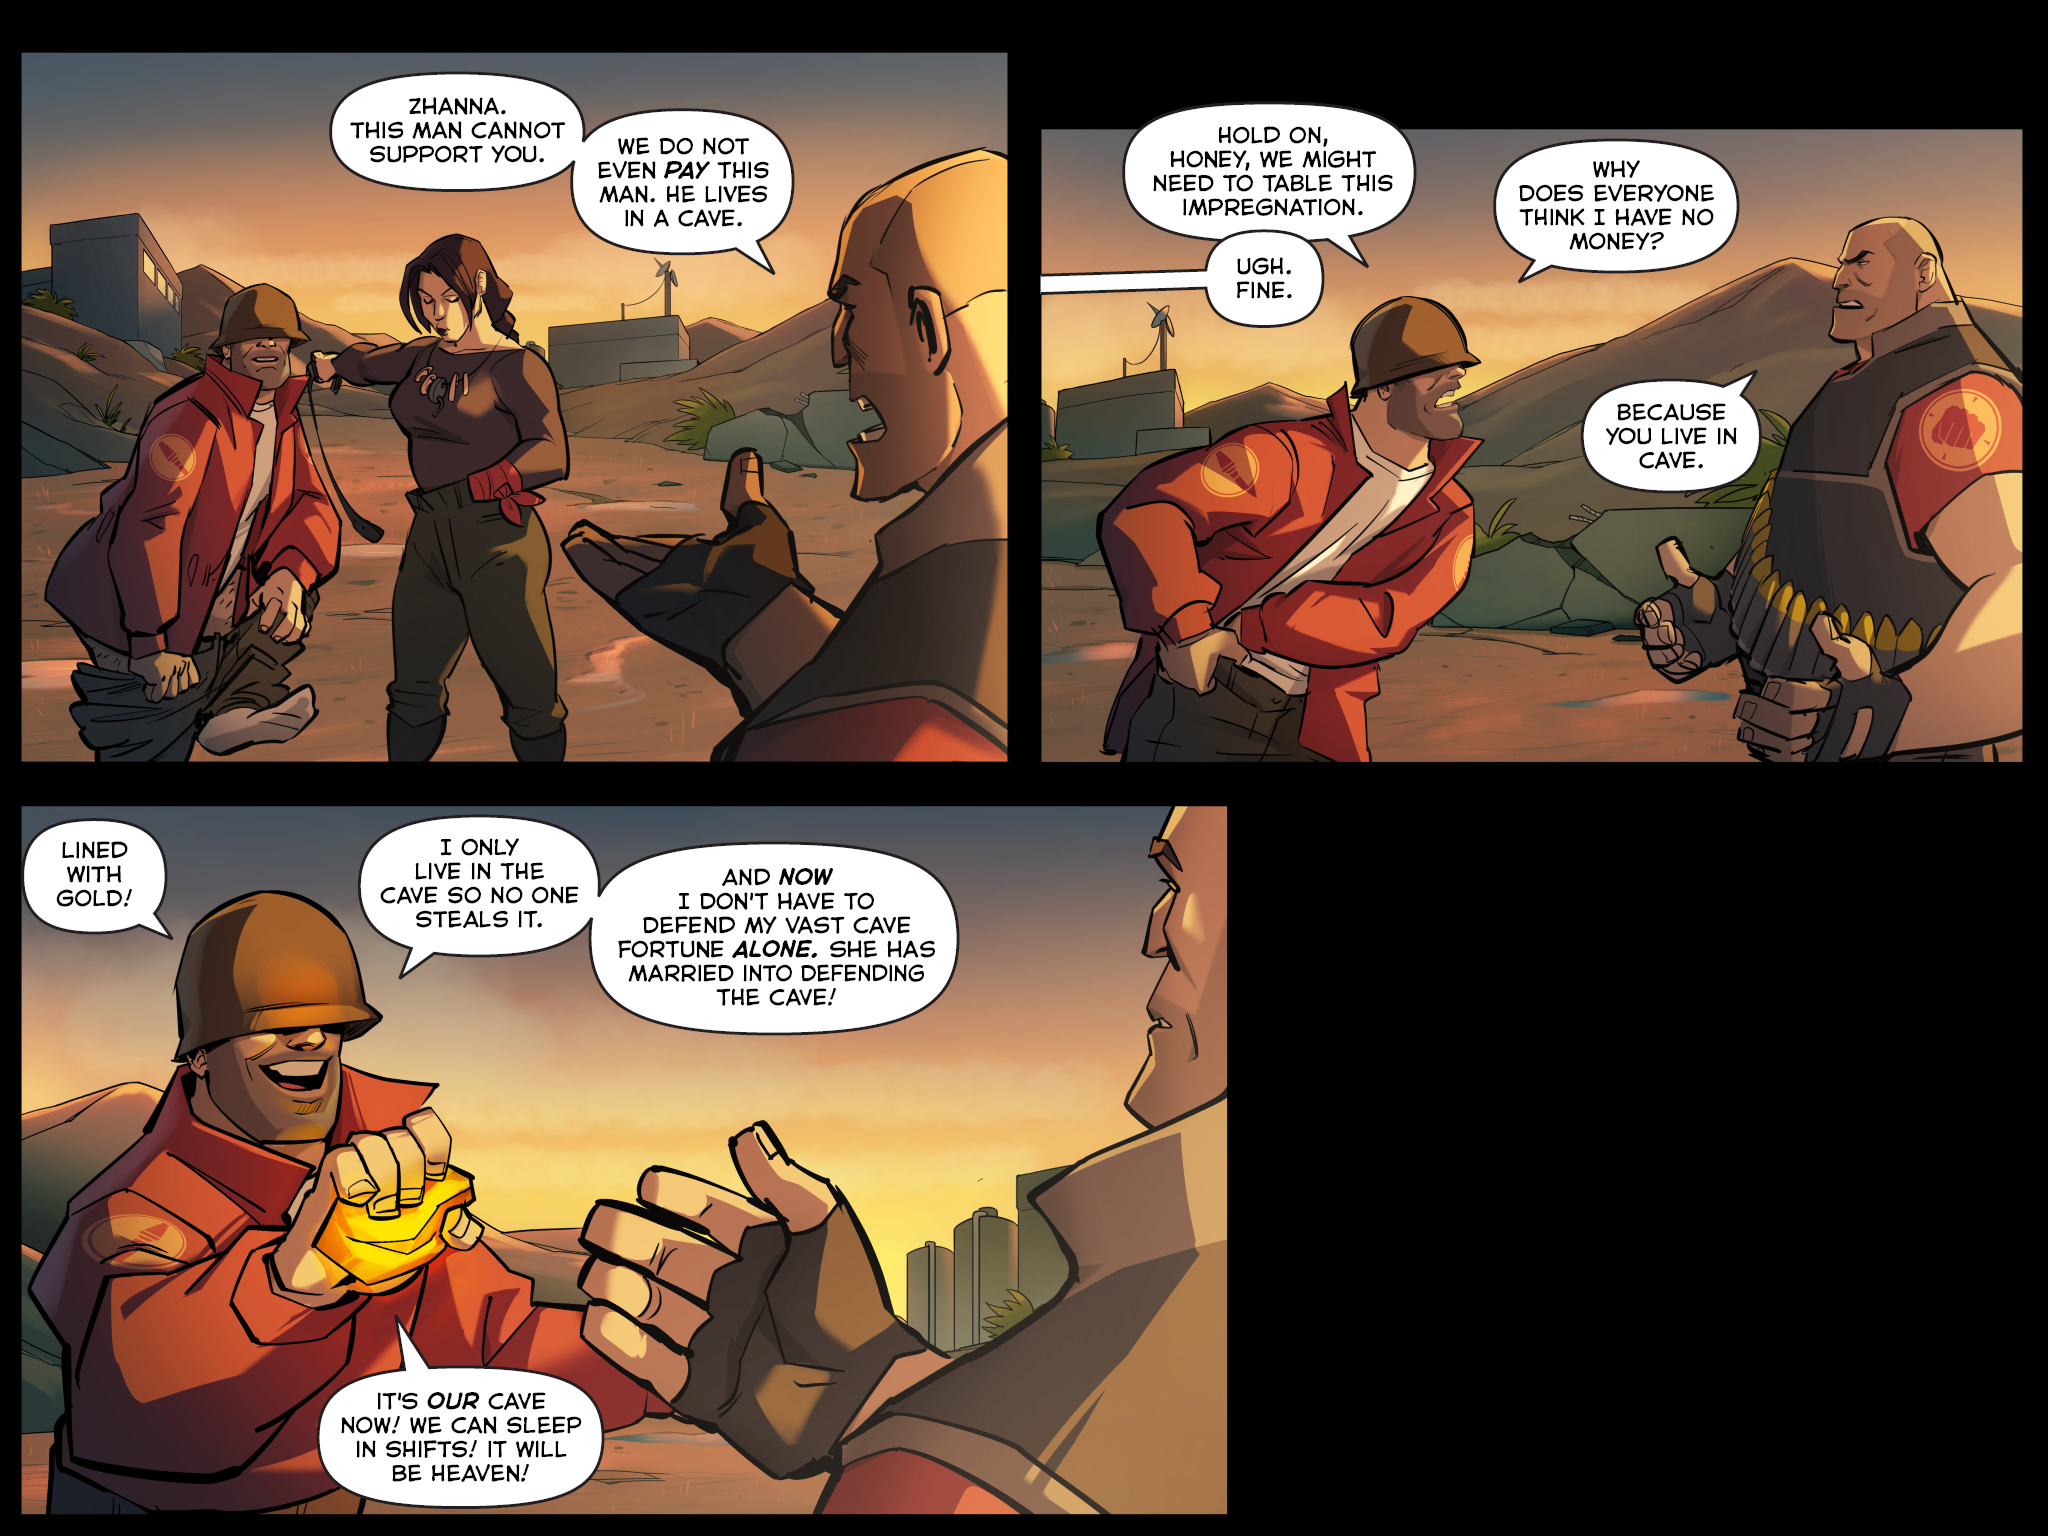 ZHANNA.
THIS MAN CANNOT
SUPPORT YOU.
WE DO NOT
EVEN PAY THIS
MAN. HE LIVES
IN A CAVE.
HOLD ON,
HONEY, WE MIGHT
NEED TO TABLE THIS
IMPREGNATION.
UGH.
FINE.
WHY
DOES EVERYONE
THINK I HAVE NO
MONEY?
BECAUSE
YOU LIVE IN
CAVE.
LINED
WITH
GOLD!
I ONLY
LIVE IN THE
CAVE SO NO ONE
STEALS IT.
AND NOW
I DON'T HAVE TO
DEFEND MY VAST CAVE
FORTUNE ALONE. SHE HAS
MARRIED INTO DEFENDING
THE CAVE!
IT'S OUR CAVE
NOW! WE CAN SLEEP
IN SHIFTS! IT WILL
BE HEAVEN!